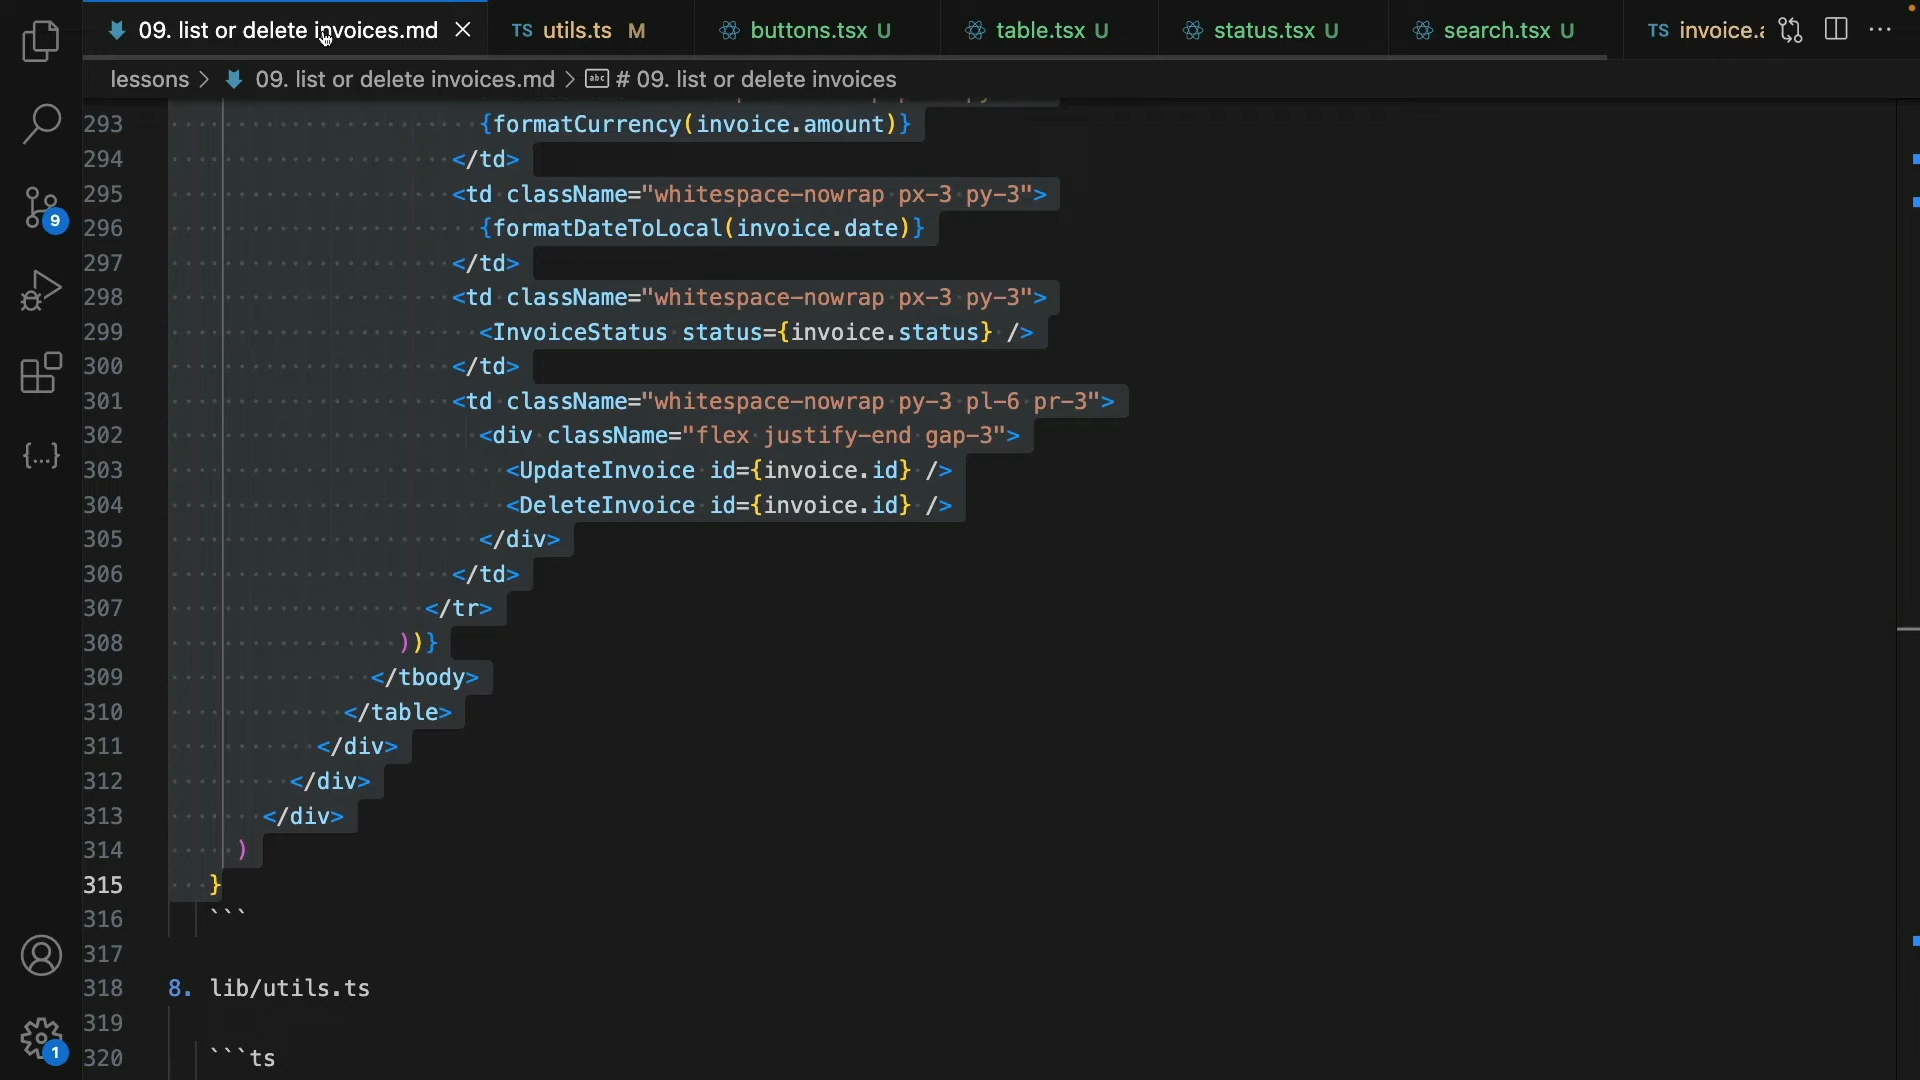 09. list or delete invoices.md
TS utils.ts M
buttons.tsx U
table.tsx U
status.tsx U
search.tsx U
TS invoice.a
lessons > 09. list or delete invoices.md > abc # 09. list or delete invoices
293 {formatCurrency(invoice.amount)}
294 </td>
295 <td className="whitespace-nowrap px-3 py-3">
296 {formatDateToLocal(invoice.date)}
297 </td>
298 <td className="whitespace-nowrap px-3 py-3">
299 <InvoiceStatus status={invoice.status} />
300 </td>
301 <td className="whitespace-nowrap py-3 pl-6 pr-3">
302 <div className="flex justify-end gap-3">
303 <UpdateInvoice id={invoice.id} />
304 <DeleteInvoice id={invoice.id} />
305 </div>
306 </td>
307 </tr>
308 ))}
309 </tbody>
310 </table>
311 </div>
312 </div>
313 </div>
314 )
315 }
316 ```
317
318 8. lib/utils.ts
319
320 ```ts
9
1